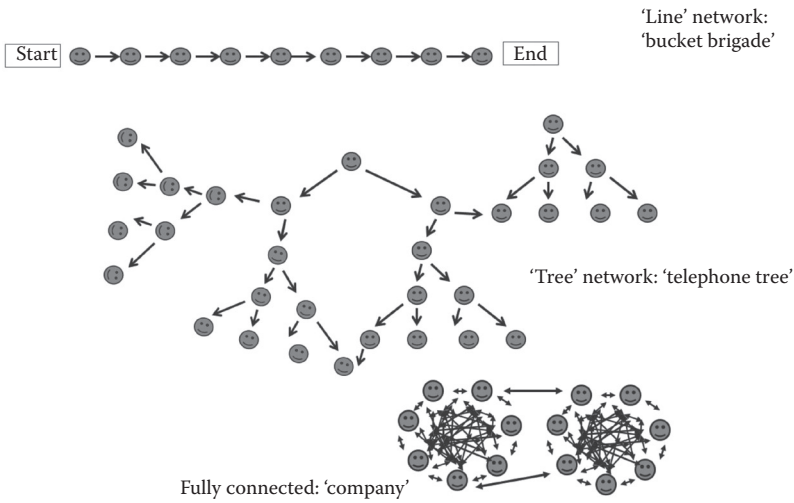 ‘Line’ network:
‘bucket brigade’
Start
End
‘Tree’ network: ‘telephone tree’
Fully connected: ‘company’